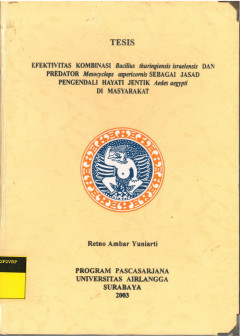 TESIS
EFEKTIVITAS KOMBINASI Bacillus thuringiensis israelensis DAN
PREDATOR Mesocyclops aspericornis SEBAGAI JASAD
PENGENDALI HAYATI JENTIK Aedes aegypti
DI MASYARAKAT
Retno Ambar Yuniarti
PROGRAM PASCASARJANA
UNIVERSITAS AIRLANGGA
SURABAYA
2003